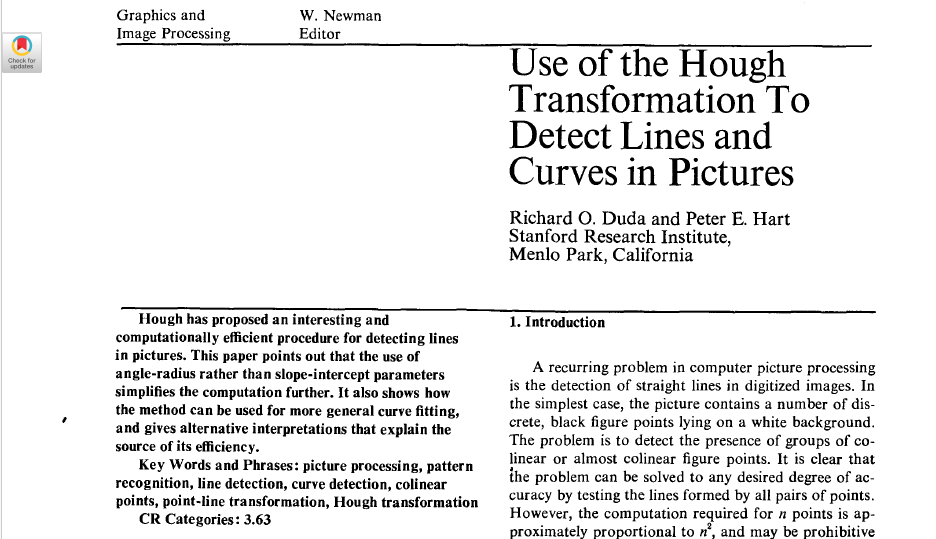 Graphics and
Image Processing
W. Newman
Editor
Check for
updates
Use of the Hough
Transformation To
Detect Lines and
Curves in Pictures
Richard O. Duda and Peter E. Hart
Stanford Research Institute,
Menlo Park, California
Hough has proposed an interesting and
computationally efficient procedure for detecting lines
in pictures. This paper points out that the use of
angle-radius rather than slope-intercept parameters
simplifies the computation further. It also shows how
the method can be used for more general curve fitting,
and gives alternative interpretations that explain the
source of its efficiency.
Key Words and Phrases: picture processing, pattern
recognition, line detection, curve detection, colinear
points, point-line transformation, Hough transformation
CR Categories: 3.63
1. Introduction
A recurring problem in computer picture processing
is the detection of straight lines in digitized images. In
the simplest case, the picture contains a number of dis-
crete, black figure points lying on a white background.
The problem is to detect the presence of groups of co-
linear or almost colinear figure points. It is clear that
the problem can be solved to any desired degree of ac-
curacy by testing the lines formed by all pairs of points.
However, the computation required for n points is ap-
proximately proportional to n², and may be prohibitive